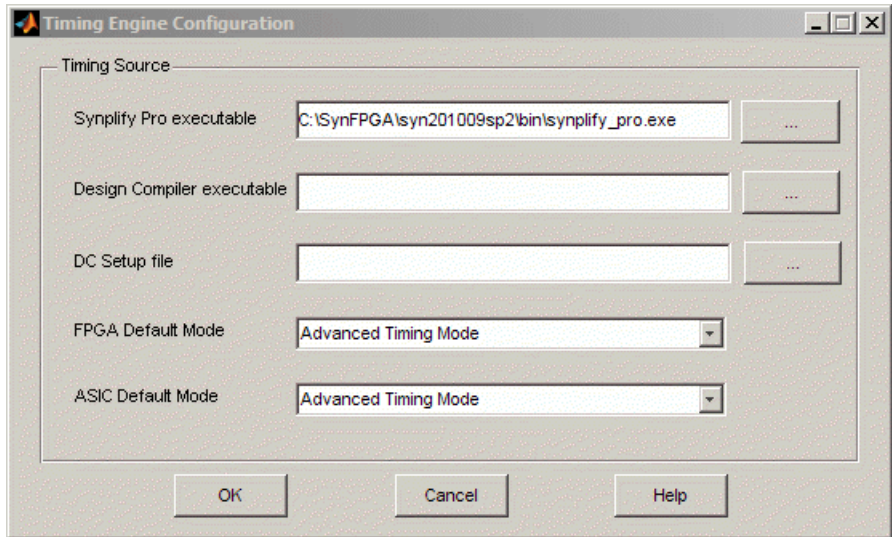 Timing Engine Configuration
Timing Source
Synplify Pro executable C:\SynFPGA\syn201009sp2\bin\synplify_pro.exe ...
Design Compiler executable ...
DC Setup file ...
FPGA Default Mode Advanced Timing Mode
ASIC Default Mode Advanced Timing Mode
OK Cancel Help